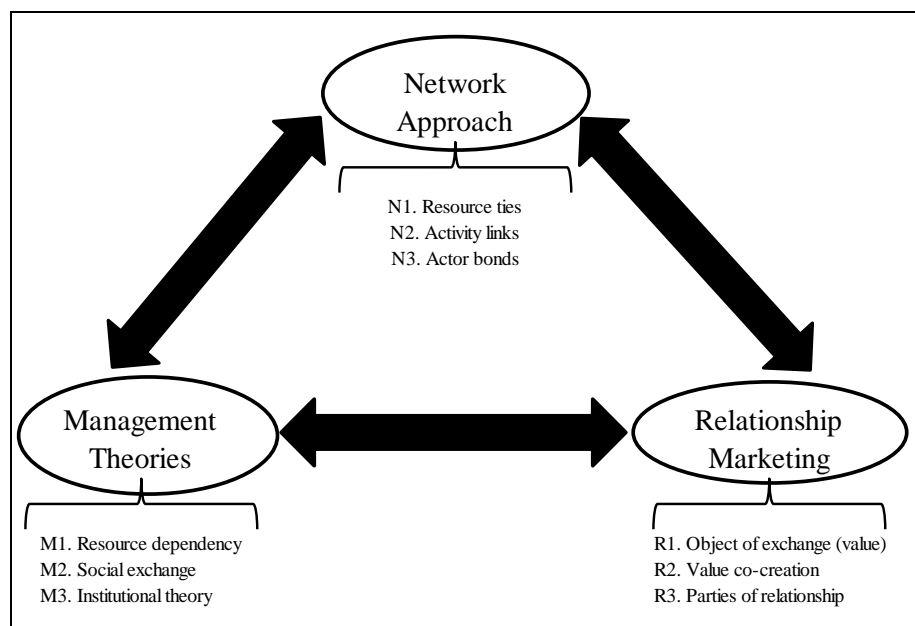 Network
Approach
N1. Resource ties
N2. Activity links
N3. Actor bonds
Management
Theories
M1. Resource dependency
M2. Social exchange
M3. Institutional theory
Relationship
Marketing
R1. Object of exchange (value)
R2. Value co-creation
R3. Parties of relationship